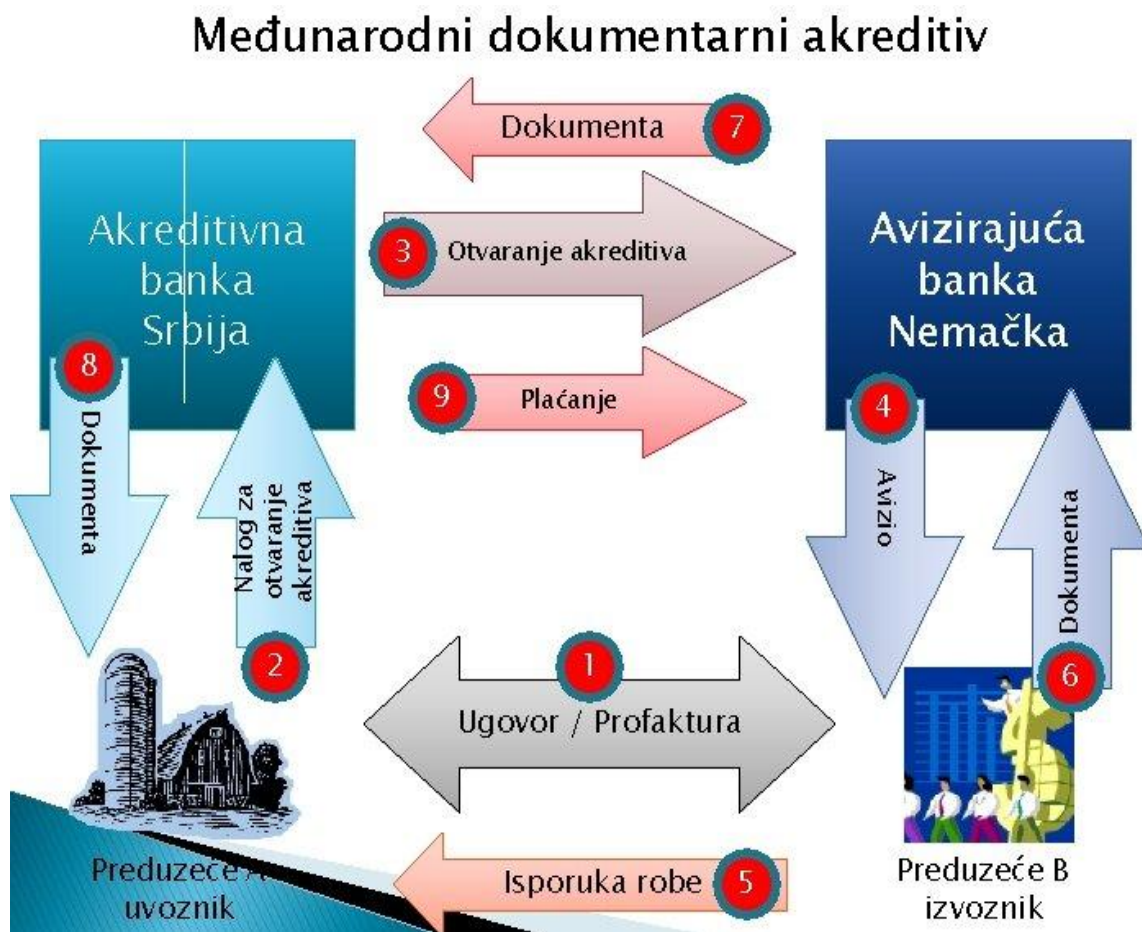 Međunarodni dokumentarni akreditiv
Dokumenta
7
Akreditivna
banka
Srbija
3
Otvaranje akreditiva
Avizirajuća
banka
Nemačka
8
Dokumenta
9
Plaćanje
4
Avizio
Nalog za
otvaranje
akreditiva
2
Dokumenta
6
1
Ugovor / Profaktura
Preduzeće A
uvoznik
Isporuka robe
5
Preduzeće B
izvoznik